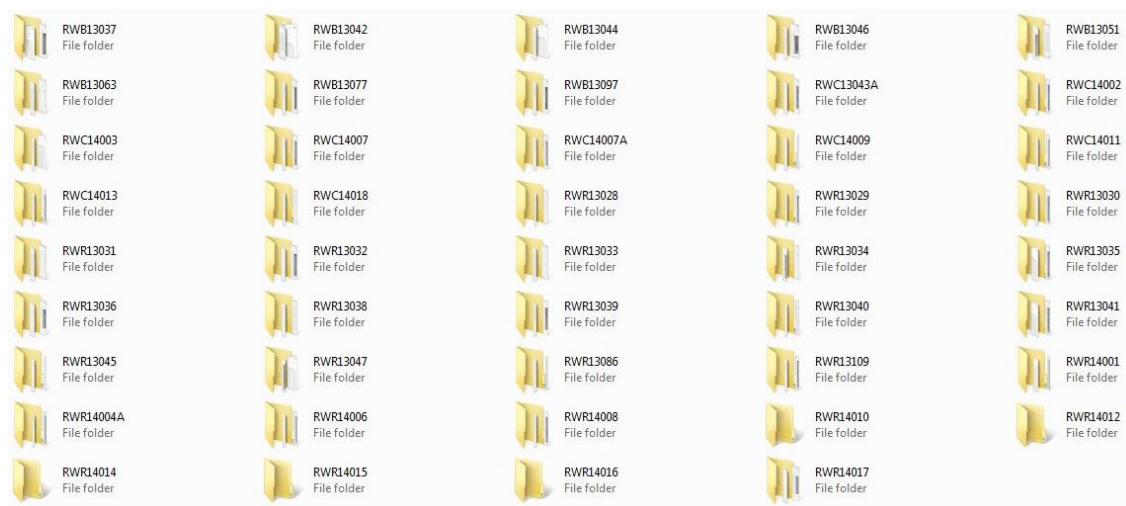 RWB13037
File folder
RWB13042
File folder
RWB13044
File folder
RWB13046
File folder
RWB13051
File folder
RWB13063
File folder
RWB13077
File folder
RWB13097
File folder
RWC13043A
File folder
RWC14002
File folder
RWC14003
File folder
RWC14007
File folder
RWC14007A
File folder
RWC14009
File folder
RWC14011
File folder
RWC14013
File folder
RWC14018
File folder
RWR13028
File folder
RWR13029
File folder
RWR13030
File folder
RWR13031
File folder
RWR13032
File folder
RWR13033
File folder
RWR13034
File folder
RWR13035
File folder
RWR13036
File folder
RWR13038
File folder
RWR13039
File folder
RWR13040
File folder
RWR13041
File folder
RWR13045
File folder
RWR13047
File folder
RWR13086
File folder
RWR13109
File folder
RWR14001
File folder
RWR14004A
File folder
RWR14006
File folder
RWR14008
File folder
RWR14010
File folder
RWR14012
File folder
RWR14014
File folder
RWR14015
File folder
RWR14016
File folder
RWR14017
File folder